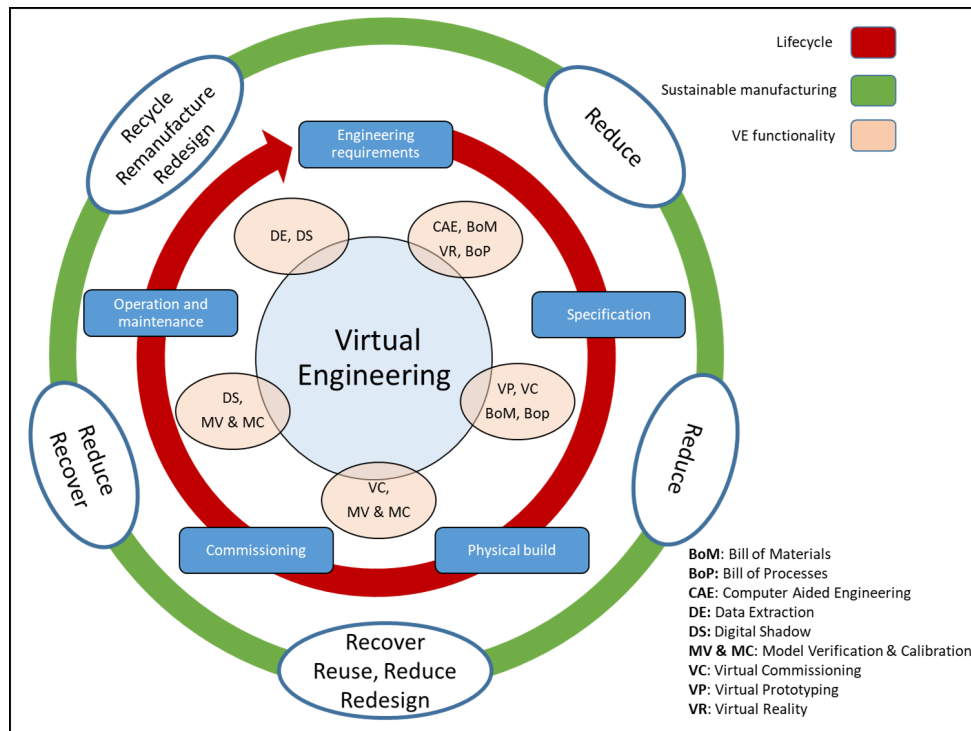 Lifecycle
Sustainable manufacturing
VE functionality
Recycle
Remanufacture
Redesign
Reduce
Engineering
requirements
DE, DS
CAE, BoM
VR, BoP
Operation and
maintenance
Specification
Virtual
Engineering
DS,
MV & MC
VP, VC
BoM, Bop
Reduce
Recover
Reduce
VC,
MV & MC
Commissioning
Physical build
Recover
Reuse, Reduce
Redesign
BoM: Bill of Materials
BoP: Bill of Processes
CAE: Computer Aided Engineering
DE: Data Extraction
DS: Digital Shadow
MV & MC: Model Verification & Calibration
VC: Virtual Commissioning
VP: Virtual Prototyping
VR: Virtual Reality